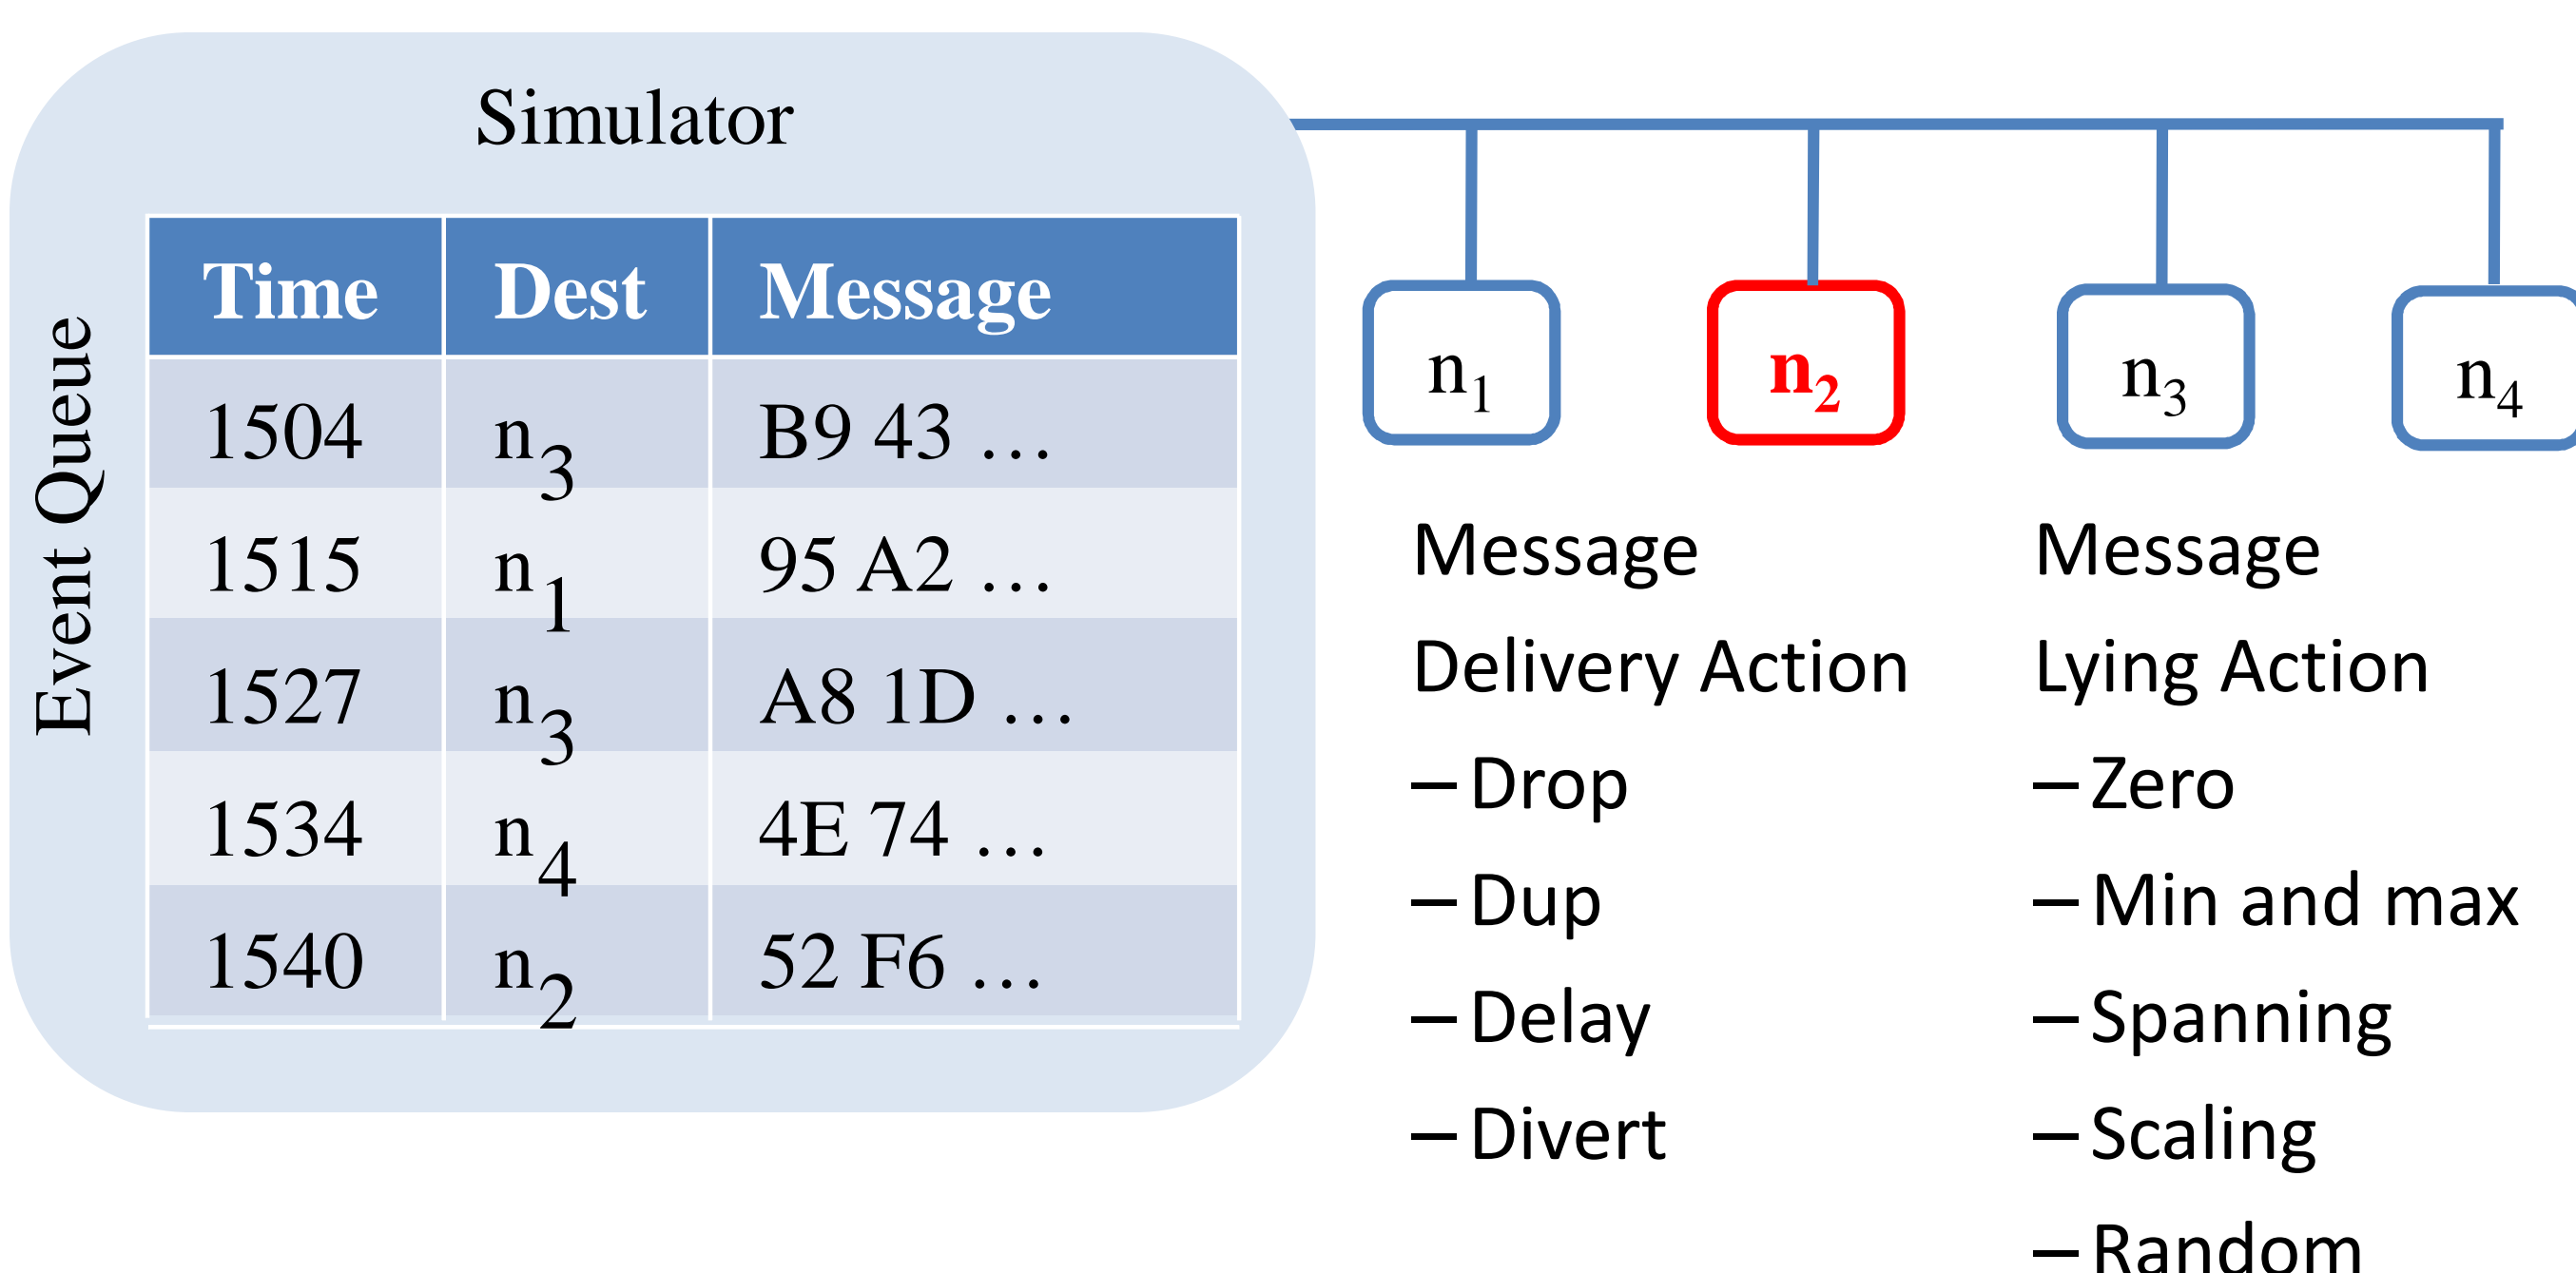 Simulator
Event Queue
Time Dest Message
1504 n3 B9 43 …
1515 n1 95 A2 …
1527 n3 A8 1D …
1534 n4 4E 74 …
1540 n2 52 F6 …
n1 n2 n3 n4
Message
Delivery Action
– Drop
– Dup
– Delay
– Divert
Message
Lying Action
– Zero
– Min and max
– Spanning
– Scaling
– Random